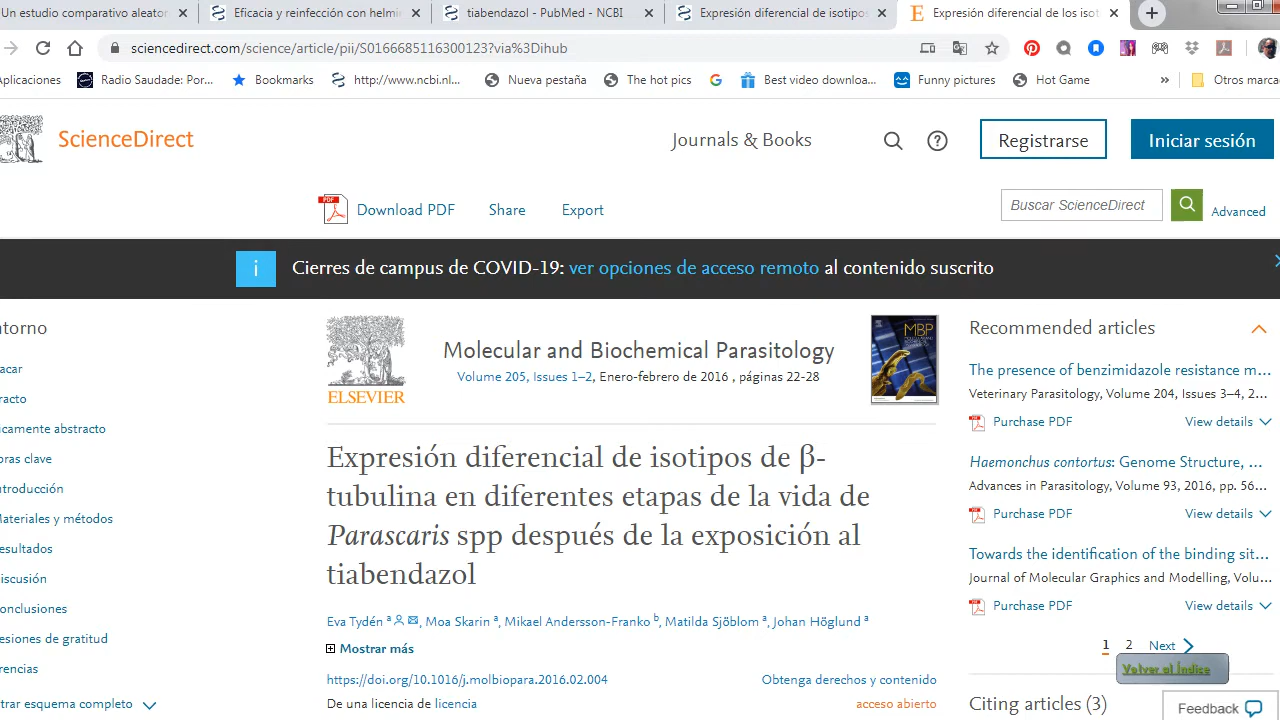 Un estudio comparativo aleator
Eficacia y reinfección con helmin
tiabendazol - PubMed - NCBI
Expresión diferencial de isotipos
Expresión diferencial de los isot
sciencedirect.com/science/article/pii/S0166685116300123?via%3Dihub
plicaciones
Radio Saudade: Por...
Bookmarks
http://www.ncbi.nl...
Nueva pestaña
The hot pics
Best video downloa...
Funny pictures
Hot Game
»
Otros marca
ScienceDirect
Journals & Books
Registrarse
Iniciar sesión
Download PDF
Share
Export
Buscar ScienceDirect
Advanced
Cierres de campus de COVID-19: ver opciones de acceso remoto al contenido suscrito
ntorno
acar
racto
icamente abstracto
bras clave
ntroducción
Materiales y métodos
esultados
iscusión
onclusiones
esiones de gratitud
rencias
trar esquema completo
ELSEVIER
Molecular and Biochemical Parasitology
Volume 205, Issues 1–2, Enero-febrero de 2016 , páginas 22-28
MBP
Expresión diferencial de isotipos de β-
tubulina en diferentes etapas de la vida de
Parascaris spp después de la exposición al
tiabendazol
Eva Tydén a, Moa Skarin a, Mikael Andersson-Franko b, Matilda Sjöblom a, Johan Höglund a
Mostrar más
https://doi.org/10.1016/j.molbiopara.2016.02.004
Obtenga derechos y contenido
De una licencia de licencia
acceso abierto
Recommended articles
The presence of benzimidazole resistance m...
Veterinary Parasitology, Volume 204, Issues 3–4, 2...
Purchase PDF
View details
Haemonchus contortus: Genome Structure, ...
Advances in Parasitology, Volume 93, 2016, pp. 56...
Purchase PDF
View details
Towards the identification of the binding sit...
Journal of Molecular Graphics and Modelling, Volu...
Purchase PDF
View details
1 2 Next
Volver al Índice
Citing articles (3)
Feedback